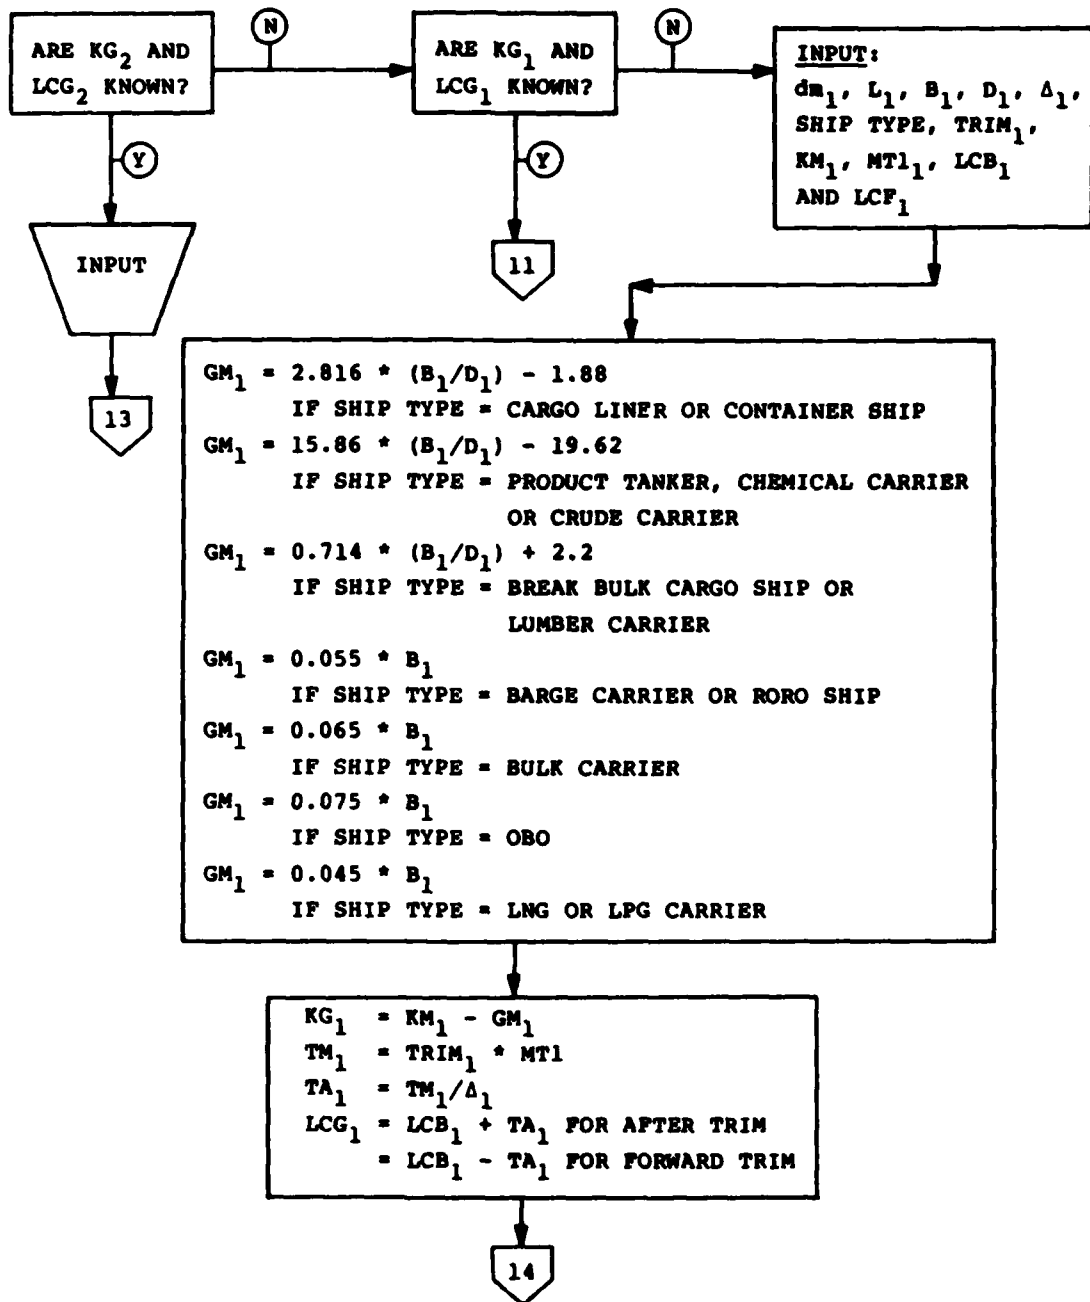 ARE KG₂ AND
LCG₂ KNOWN?
N
ARE KG₁ AND
LCG₁ KNOWN?
N
INPUT:
dm₁, L₁, B₁, D₁, Δ₁,
SHIP TYPE, TRIM₁,
KM₁, MT1₁, LCB₁
AND LCF₁
Y
Y
INPUT
11
13
GM₁ = 2.816 * (B₁/D₁) - 1.88
IF SHIP TYPE = CARGO LINER OR CONTAINER SHIP
GM₁ = 15.86 * (B₁/D₁) - 19.62
IF SHIP TYPE = PRODUCT TANKER, CHEMICAL CARRIER
OR CRUDE CARRIER
GM₁ = 0.714 * (B₁/D₁) + 2.2
IF SHIP TYPE = BREAK BULK CARGO SHIP OR
LUMBER CARRIER
GM₁ = 0.055 * B₁
IF SHIP TYPE = BARGE CARRIER OR RORO SHIP
GM₁ = 0.065 * B₁
IF SHIP TYPE = BULK CARRIER
GM₁ = 0.075 * B₁
IF SHIP TYPE = OBO
GM₁ = 0.045 * B₁
IF SHIP TYPE = LNG OR LPG CARRIER
KG₁ = KM₁ - GM₁
TM₁ = TRIM₁ * MT1
TA₁ = TM₁/Δ₁
LCG₁ = LCB₁ + TA₁ FOR AFTER TRIM
= LCB₁ - TA₁ FOR FORWARD TRIM
14